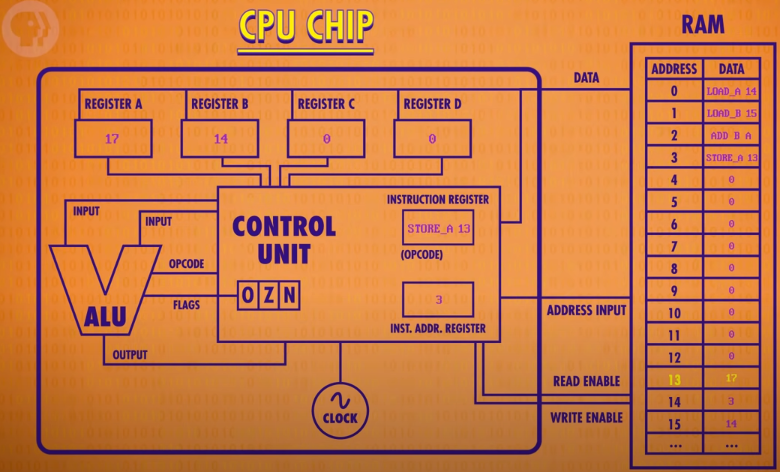 CPU CHIP
RAM
REGISTER A
REGISTER B
REGISTER C
REGISTER D
17
14
0
0
DATA
CONTROL
UNIT
INSTRUCTION REGISTER
STORE_A 13
(OPCODE)
3
INST. ADDR. REGISTER
O Z N
INPUT
INPUT
OPCODE
FLAGS
ALU
OUTPUT
CLOCK
ADDRESS INPUT
READ ENABLE
WRITE ENABLE
ADDRESS DATA
0 LOAD_A 14
1 LOAD_B 15
2 ADD B A
3 STORE_A 13
4 0
5 0
6 0
7 0
8 0
9 0
10 0
11 0
12 0
13 17
14 3
15 14
... ...